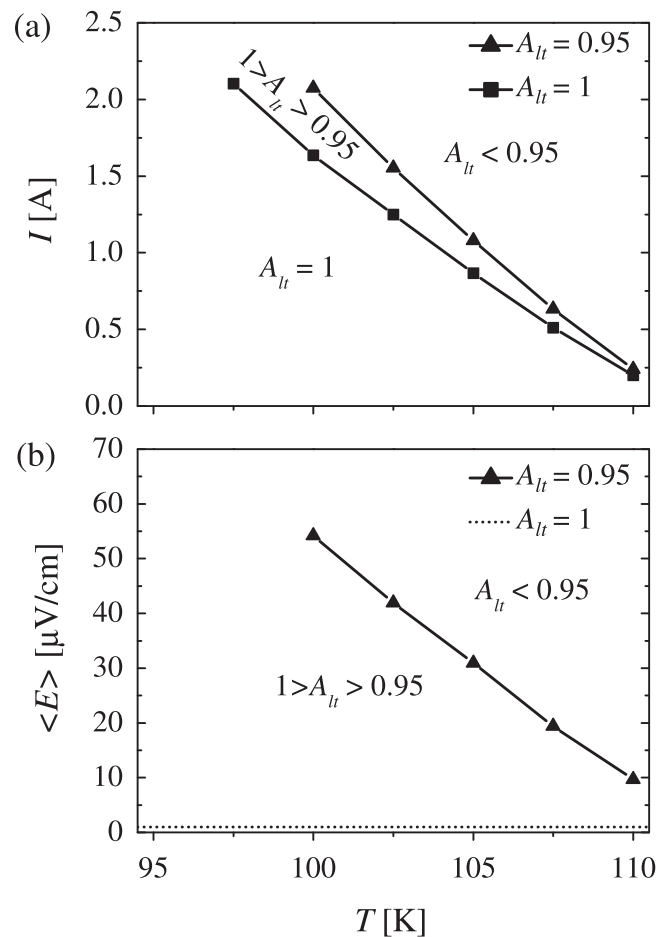 (a)
2.5
2.0
1.5
1.0
0.5
0.0
I [A]
A_lt = 0.95
A_lt = 1
1>A_lt > 0.95
A_lt < 0.95
A_lt = 1
(b)
70
60
50
40
30
20
10
0
<E> [μV/cm]
A_lt = 0.95
A_lt = 1
A_lt < 0.95
1>A_lt > 0.95
95 100 105 110
T [K]